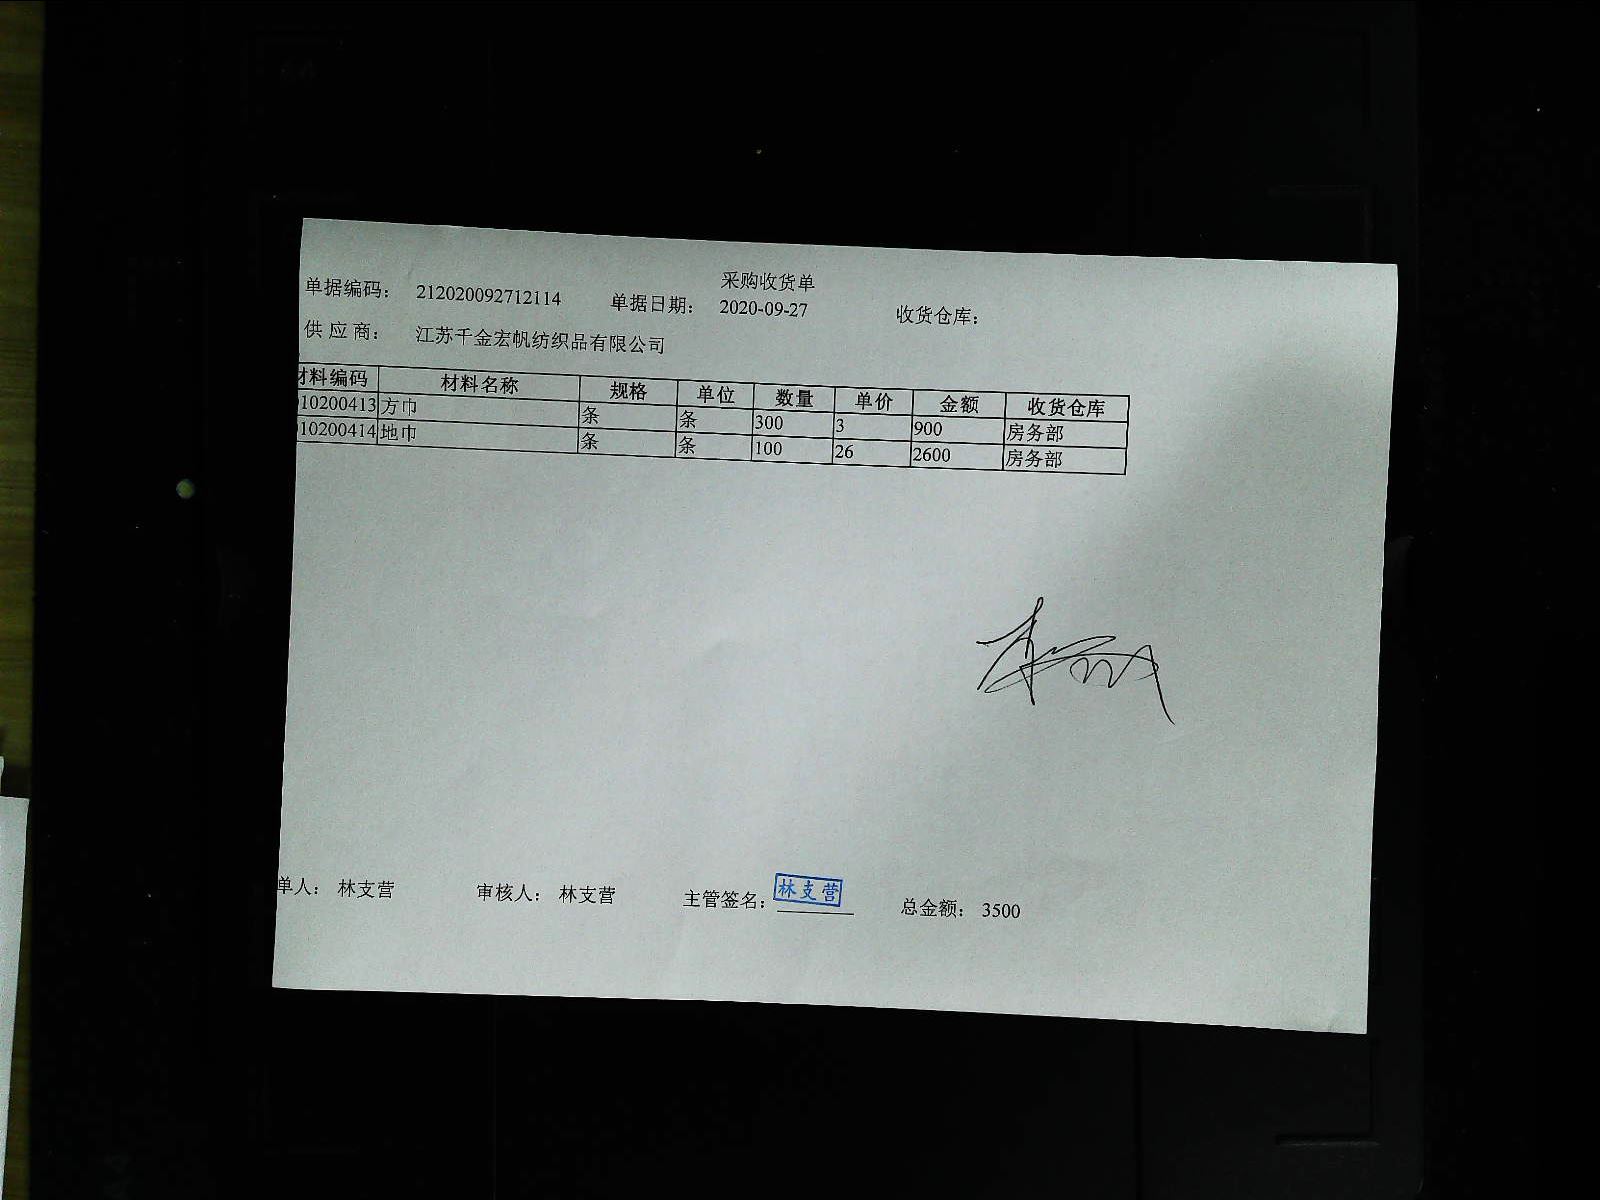 采购收货单
单据编码： 212020092712114 单据日期： 2020-09-27 收货仓库：
供应商： 江苏千金宏帆纺织品有限公司
材料编码 材料名称 规格 单位 数量 单价 金额 收货仓库
010200413 方巾 条 条 300 3 900 房务部
010200414 地巾 条 条 100 26 2600 房务部
单人： 林支营 审核人： 林支营 主管签名： 林支营 总金额： 3500